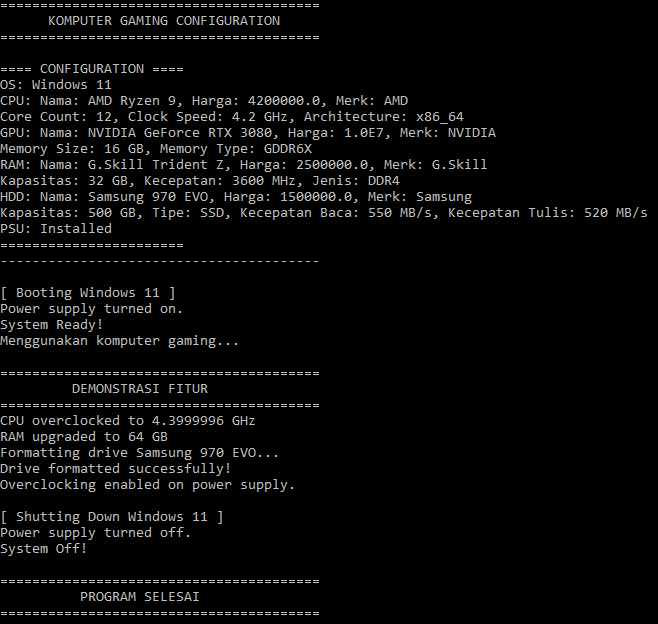 ========================================
      KOMPUTER GAMING CONFIGURATION
========================================

==== CONFIGURATION ====
OS: Windows 11
CPU: Nama: AMD Ryzen 9, Harga: 4200000.0, Merk: AMD
Core Count: 12, Clock Speed: 4.2 GHz, Architecture: x86_64
GPU: Nama: NVIDIA GeForce RTX 3080, Harga: 1.0E7, Merk: NVIDIA
Memory Size: 16 GB, Memory Type: GDDR6X
RAM: Nama: G.Skill Trident Z, Harga: 2500000.0, Merk: G.Skill
Kapasitas: 32 GB, Kecepatan: 3600 MHz, Jenis: DDR4
HDD: Nama: Samsung 970 EVO, Harga: 1500000.0, Merk: Samsung
Kapasitas: 500 GB, Tipe: SSD, Kecepatan Baca: 550 MB/s, Kecepatan Tulis: 520 MB/s
PSU: Installed
=======================
----------------------------------------

[ Booting Windows 11 ]
Power supply turned on.
System Ready!
Menggunakan komputer gaming...

========================================
         DEMONSTRASI FITUR
========================================
CPU overclocked to 4.3999996 GHz
RAM upgraded to 64 GB
Formatting drive Samsung 970 EVO...
Drive formatted successfully!
Overclocking enabled on power supply.

[ Shutting Down Windows 11 ]
Power supply turned off.
System Off!

========================================
          PROGRAM SELESAI
========================================